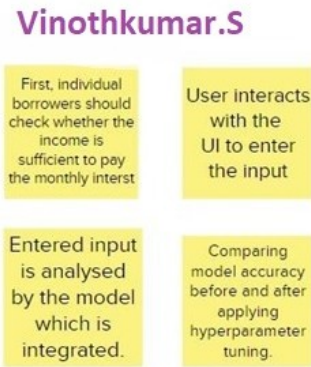 Vinothkumar.S
First, individual
borrowers should
check whether the
income is
sufficient to pay
the monthly interst
User interacts
with the
UI to enter
the input
Entered input
is analysed
by the model
which is
integrated.
Comparing
model accuracy
before and after
applying
hyperparameter
tuning.